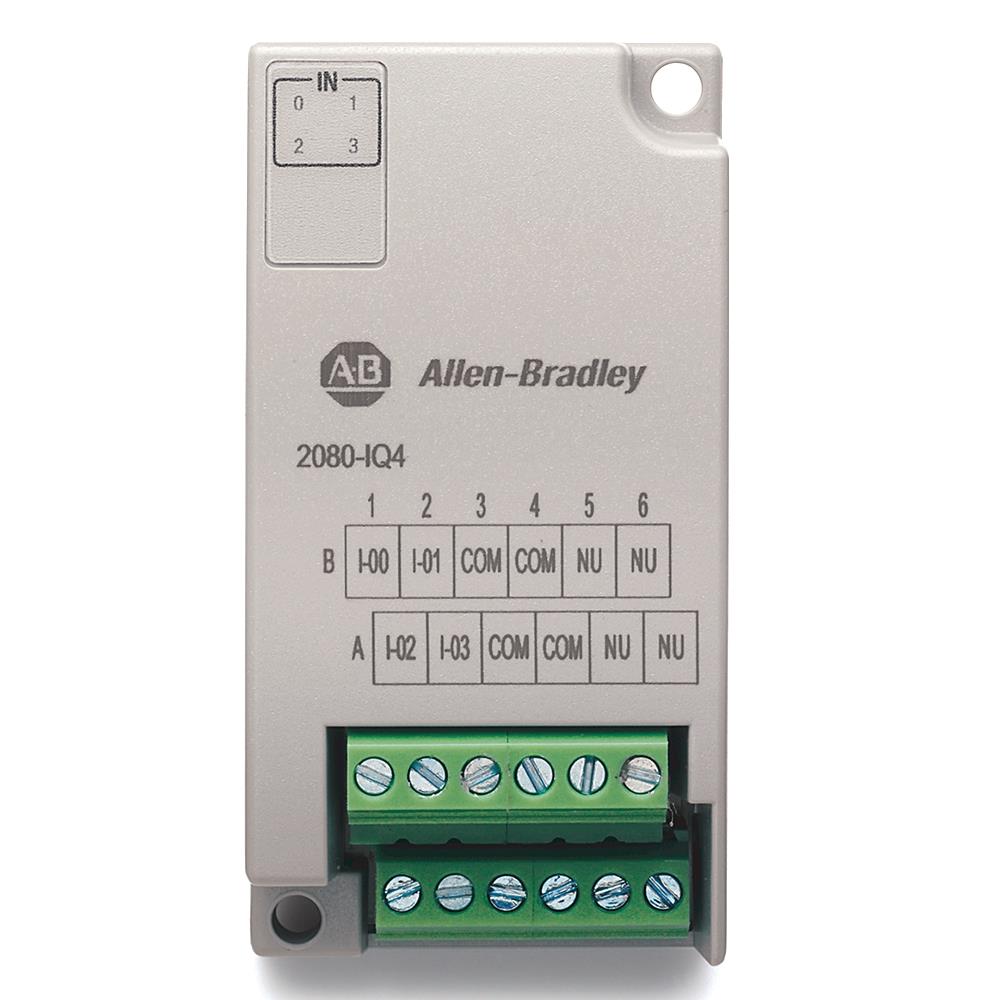 IN
0 1
2 3
A-B Allen-Bradley
2080-IQ4
1 2 3 4 5 6
B I-00 I-01 COM COM NU NU
A I-02 I-03 COM COM NU NU